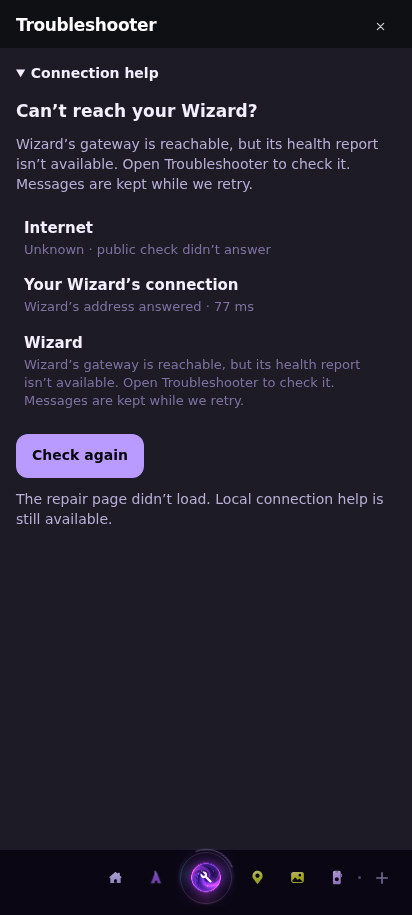 Troubleshooter ×
▼ Connection help
Can’t reach your Wizard?
Wizard’s gateway is reachable, but its health report
isn’t available. Open Troubleshooter to check it.
Messages are kept while we retry.
Internet
Unknown · public check didn’t answer
Your Wizard’s connection
Wizard’s address answered · 77 ms
Wizard
Wizard’s gateway is reachable, but its health report
isn’t available. Open Troubleshooter to check it.
Messages are kept while we retry.
Check again
The repair page didn’t load. Local connection help is
still available.